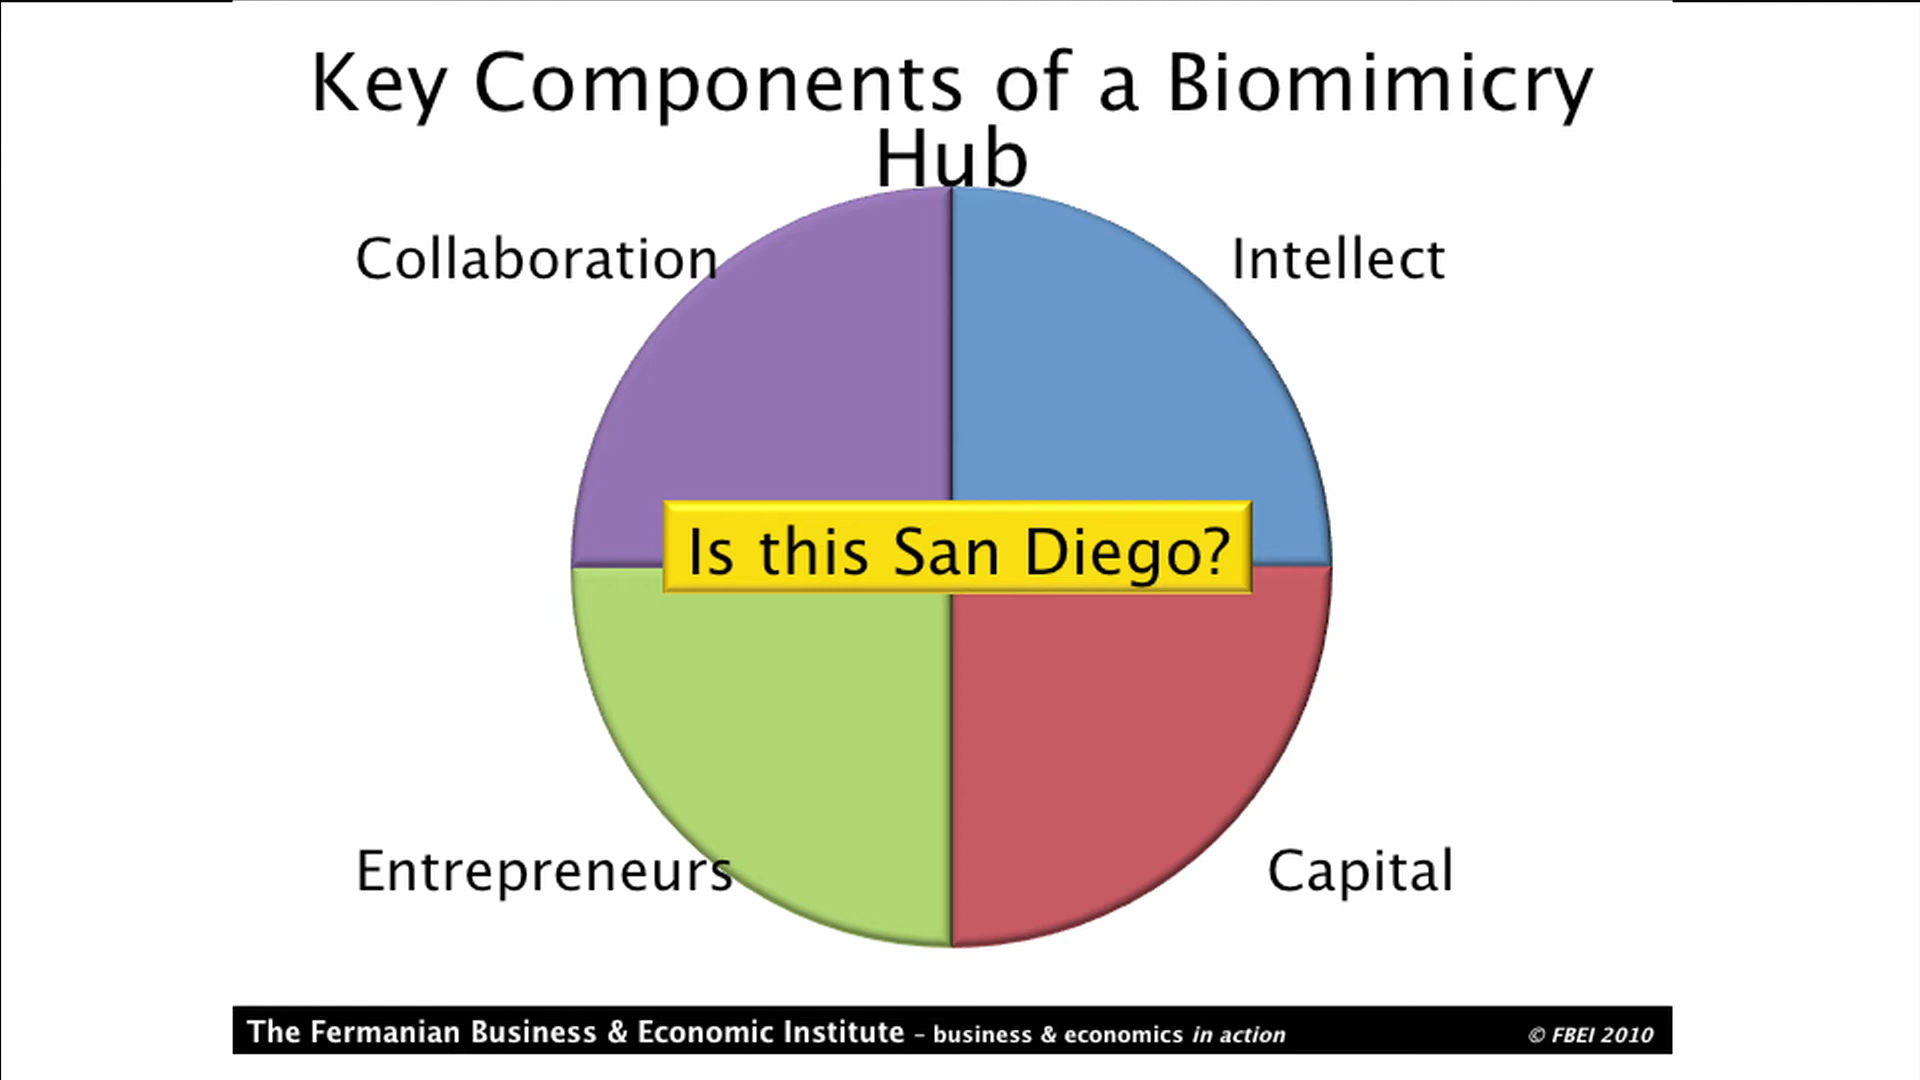 Key Components of a Biomimicry
Hub
Collaboration
Intellect
Is this San Diego?
Entrepreneurs
Capital
The Fermanian Business & Economic Institute – business & economics in action
© FBEI 2010